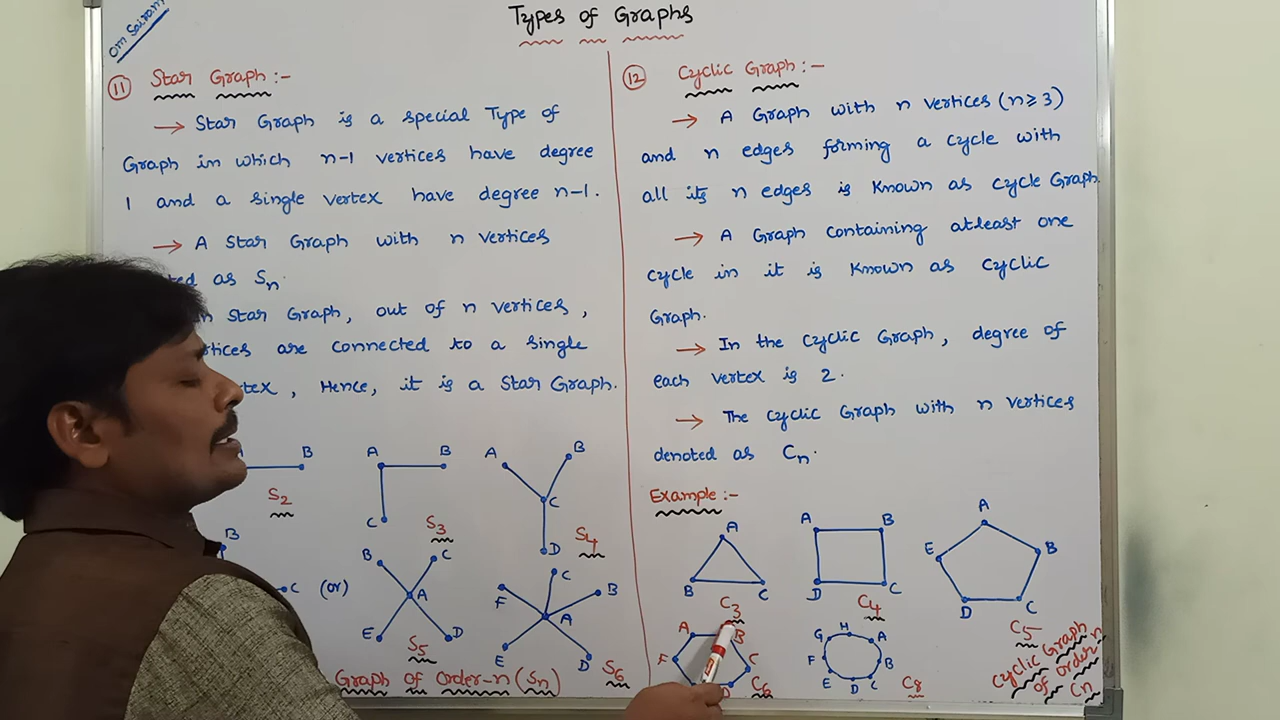 Om Sairam
Types of Graphs
11 Star Graph :-
→ Star Graph is a special Type of
Graph in which n-1 vertices have degree
1 and a single vertex have degree n-1.
→ A Star Graph with n vertices
as Sn.
Star Graph, out of n vertices,
are connected to a single
, Hence, it is a Star Graph.
B
S2
A B
C S3
A B
C
D S4
B
C (or)
B C
A
E D
S5
C
F B
A
E D
S6
Graph of Order-n (Sn)
12 Cyclic Graph :-
→ A Graph with n vertices (n≥3)
and n edges forming a cycle with
all its n edges is known as cycle Graph.
→ A Graph containing atleast one
cycle in it is known as cyclic
Graph.
→ In the cyclic Graph, degree of
each vertex is 2.
→ The cyclic Graph with n vertices
denoted as Cn.
Example :-
A
B C
C3
A B
D C
C4
A
E B
D C
C5
A B
F C
D C6
H
G A
F B
E D C
C8
Cyclic Graph
of order-n
Cn